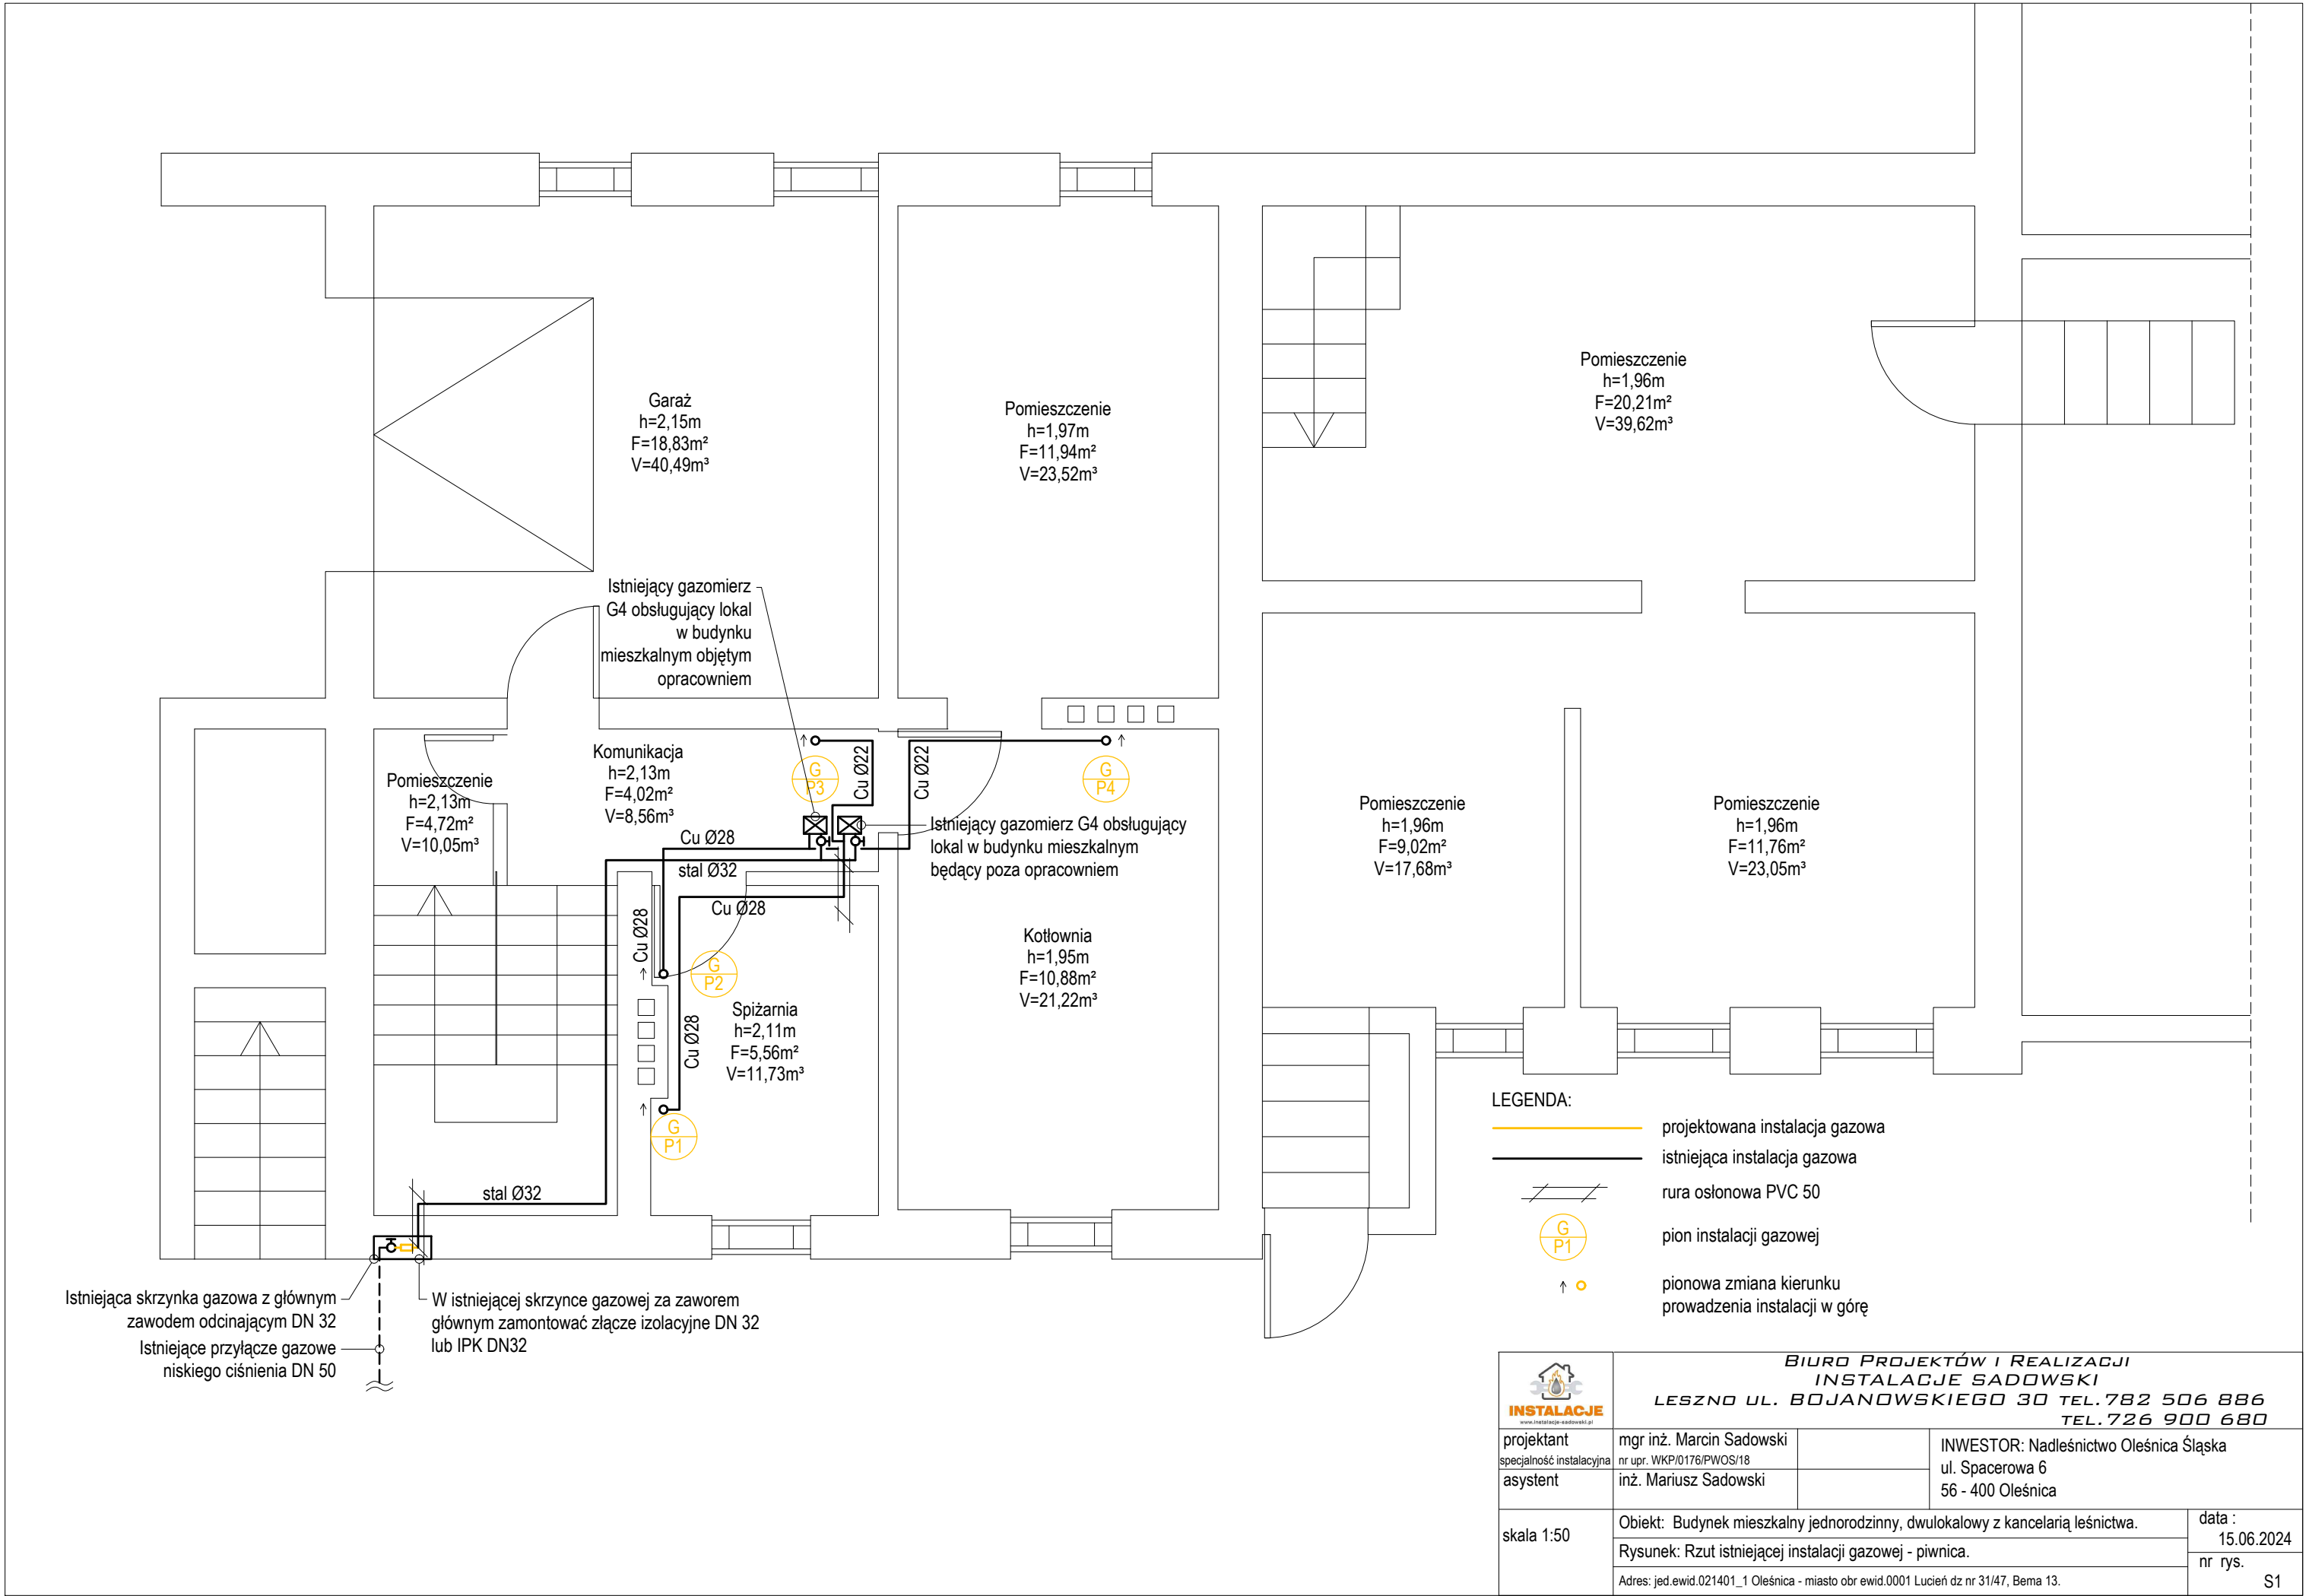 Garaż
h=2,15m
F=18,83m²
V=40,49m³
Pomieszczenie
h=1,97m
F=11,94m²
V=23,52m³
Pomieszczenie
h=1,96m
F=20,21m²
V=39,62m³
Istniejący gazomierz
G4 obsługujący lokal
w budynku
mieszkalnym objętym
opracowniem
Pomieszczenie
h=2,13m
F=4,72m²
V=10,05m³
Komunikacja
h=2,13m
F=4,02m²
V=8,56m³
G
P3
Cu Ø22
Cu Ø22
G
P4
Istniejący gazomierz G4 obsługujący
lokal w budynku mieszkalnym
będący poza opracowniem
Pomieszczenie
h=1,96m
F=9,02m²
V=17,68m³
Pomieszczenie
h=1,96m
F=11,76m²
V=23,05m³
Cu Ø28
stal Ø32
Cu Ø28
Cu Ø28
G
P2
Cu Ø28
Spiżarnia
h=2,11m
F=5,56m²
V=11,73m³
Kotłownia
h=1,95m
F=10,88m²
V=21,22m³
G
P1
stal Ø32
Istniejąca skrzynka gazowa z głównym
zawodem odcinającym DN 32
Istniejące przyłącze gazowe
niskiego ciśnienia DN 50
W istniejącej skrzynce gazowej za zaworem
głównym zamontować złącze izolacyjne DN 32
lub IPK DN32
LEGENDA:
projektowana instalacja gazowa
istniejąca instalacja gazowa
rura osłonowa PVC 50
G
P1
pion instalacji gazowej
pionowa zmiana kierunku
prowadzenia instalacji w górę
INSTALACJE
www.instalacje-sadowski.pl
BIURO PROJEKTÓW I REALIZACJI
INSTALACJE SADOWSKI
LESZNO UL. BOJANOWSKIEGO 30 TEL.782 506 886
TEL.726 900 680
projektant
specjalność instalacyjna
mgr inż. Marcin Sadowski
nr upr. WKP/0176/PWOS/18
asystent
inż. Mariusz Sadowski
INWESTOR: Nadleśnictwo Oleśnica Śląska
ul. Spacerowa 6
56 - 400 Oleśnica
skala 1:50
Obiekt: Budynek mieszkalny jednorodzinny, dwulokalowy z kancelarią leśnictwa.
Rysunek: Rzut istniejącej instalacji gazowej - piwnica.
Adres: jed.ewid.021401_1 Oleśnica - miasto obr ewid.0001 Lucień dz nr 31/47, Bema 13.
data :
15.06.2024
nr rys.
S1